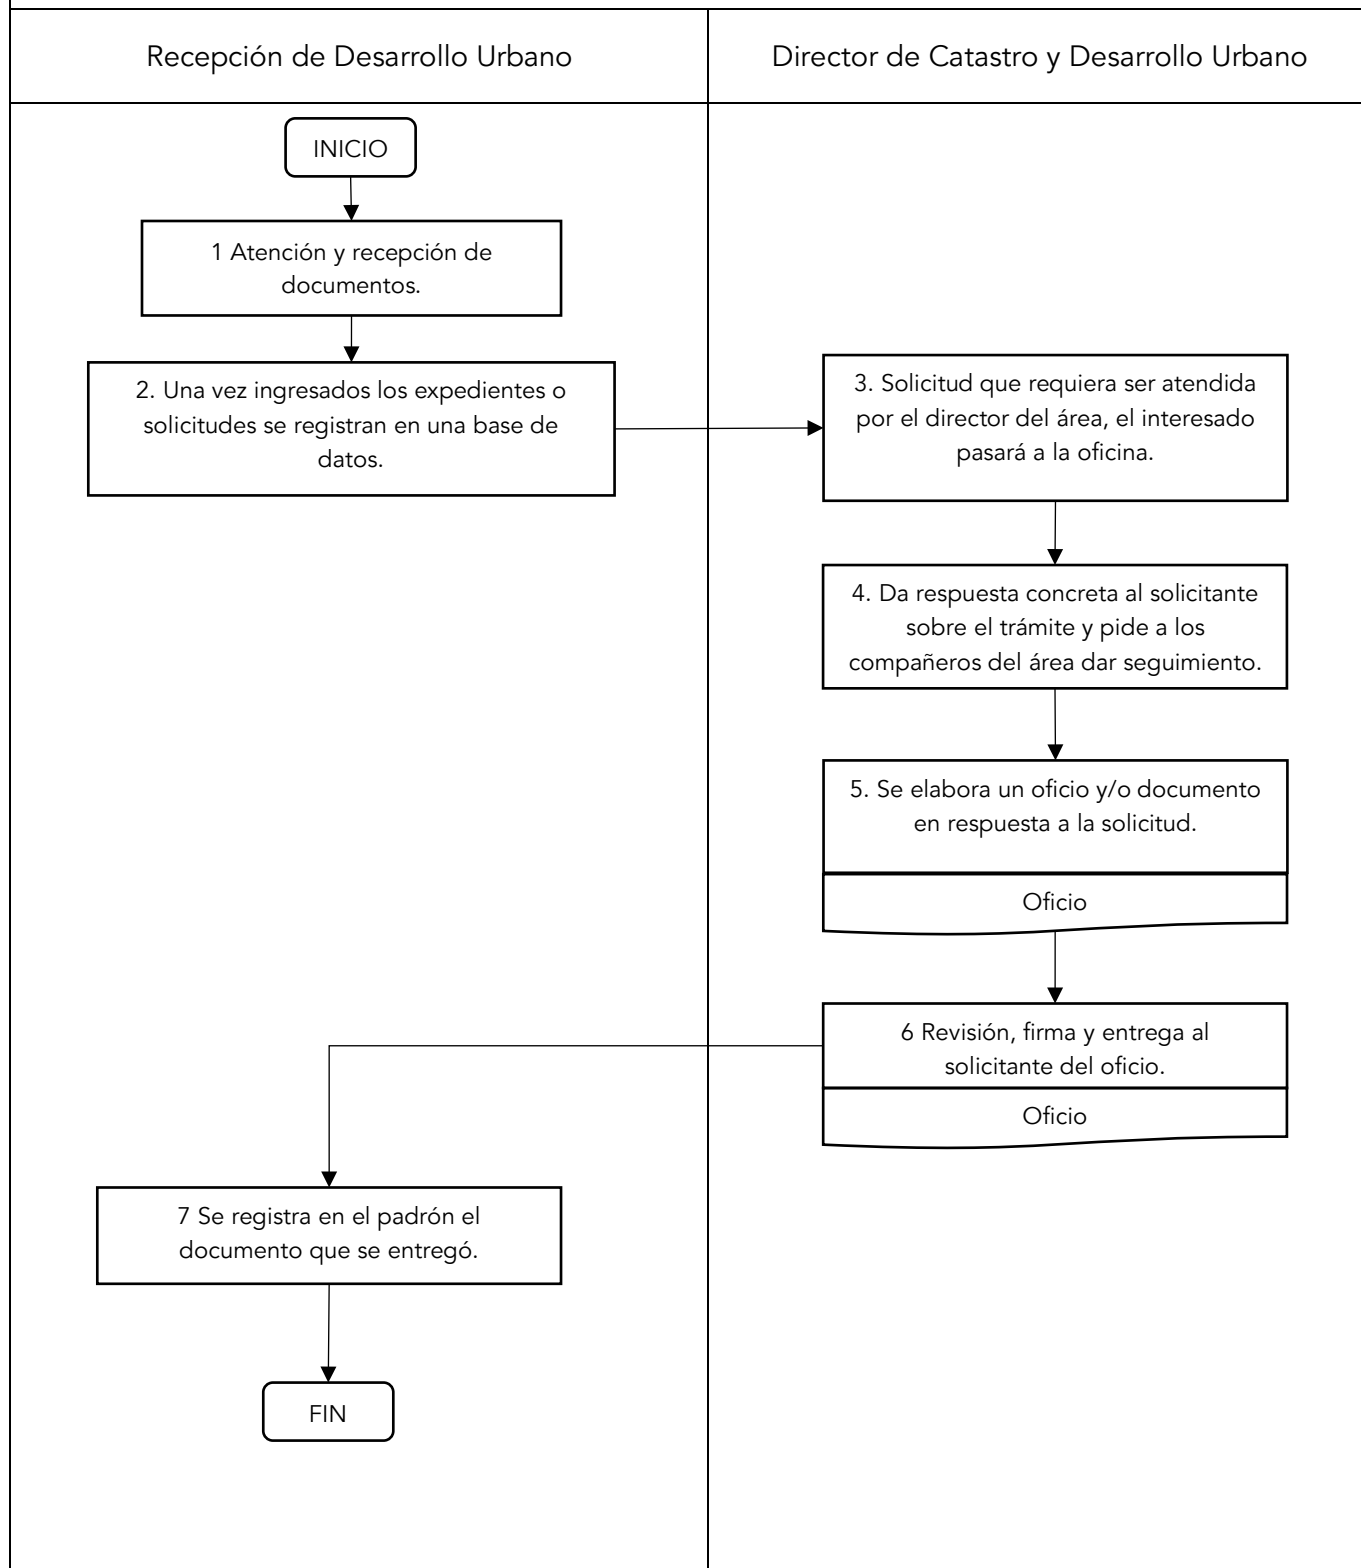 Recepción de Desarrollo Urbano
Director de Catastro y Desarrollo Urbano
INICIO
1 Atención y recepción de
documentos.
2. Una vez ingresados los expedientes o
solicitudes se registran en una base de
datos.
3. Solicitud que requiera ser atendida
por el director del área, el interesado
pasará a la oficina.
4. Da respuesta concreta al solicitante
sobre el trámite y pide a los
compañeros del área dar seguimiento.
5. Se elabora un oficio y/o documento
en respuesta a la solicitud.
Oficio
6 Revisión, firma y entrega al
solicitante del oficio.
Oficio
7 Se registra en el padrón el
documento que se entregó.
FIN